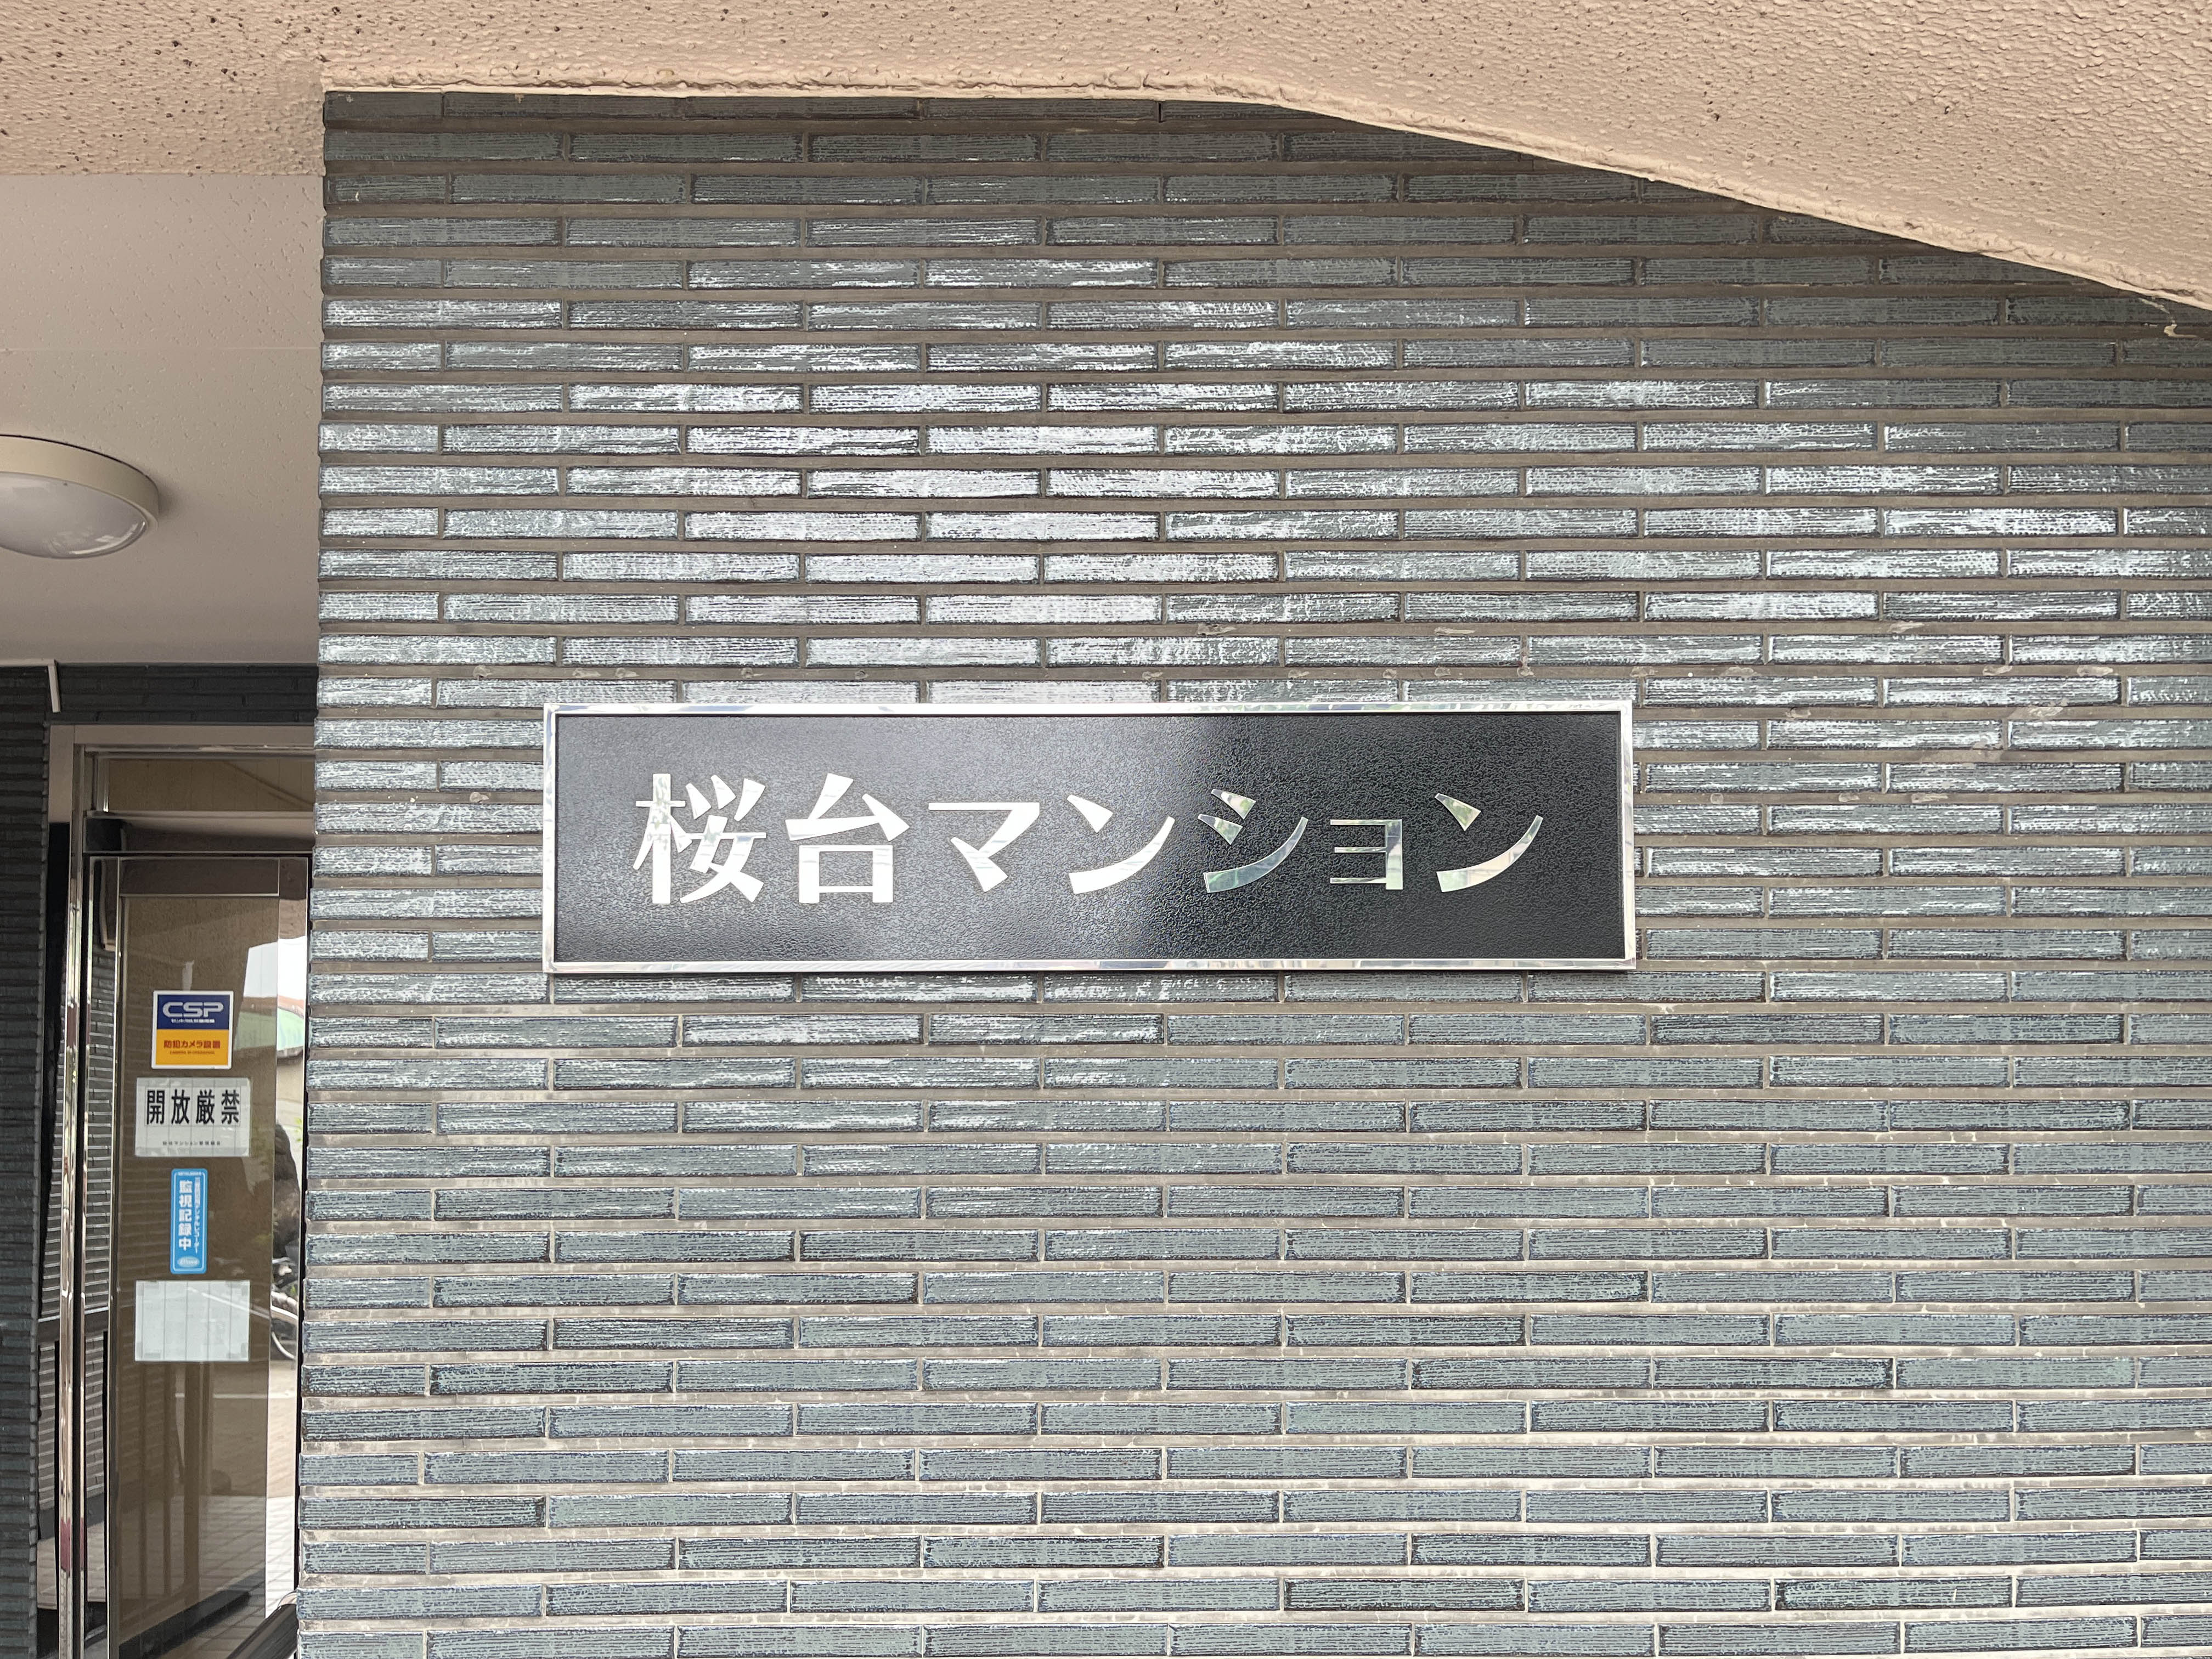 桜台マンション
CSP
防犯カメラ設置
開放厳禁
監視記録中